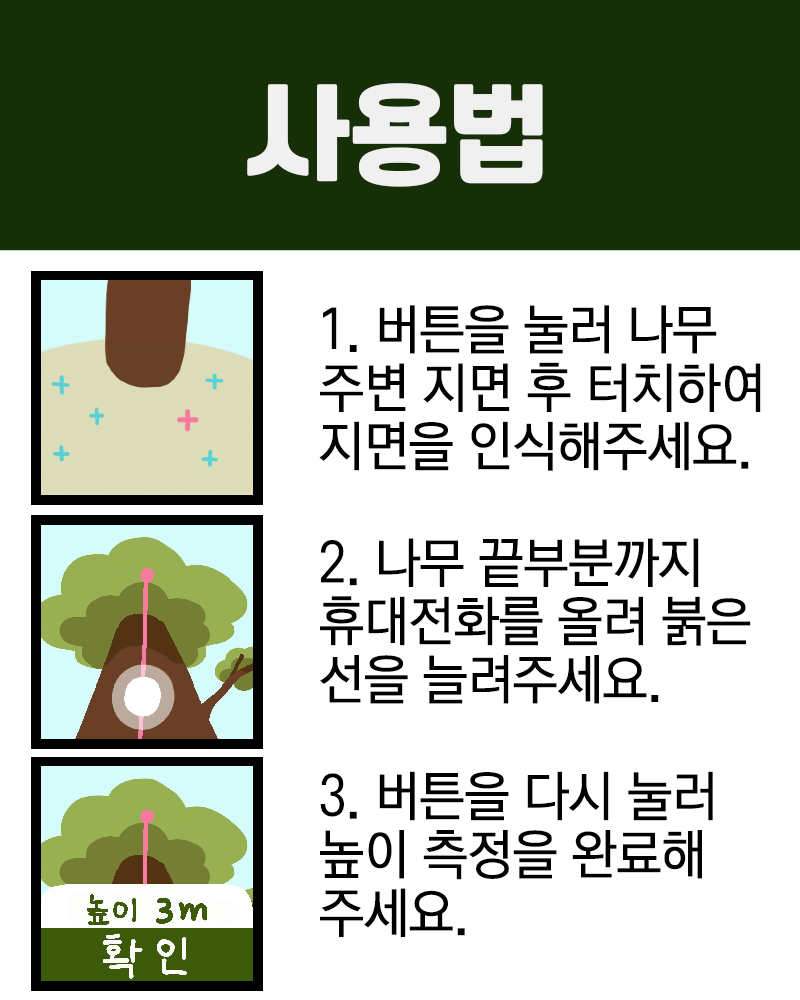 사용법
1. 버튼을 눌러 나무
주변 지면 후 터치하여
지면을 인식해주세요.
2. 나무 끝부분까지
휴대전화를 올려 붉은
선을 늘려주세요.
3. 버튼을 다시 눌러
높이 측정을 완료해
주세요.
높이 3m
확인